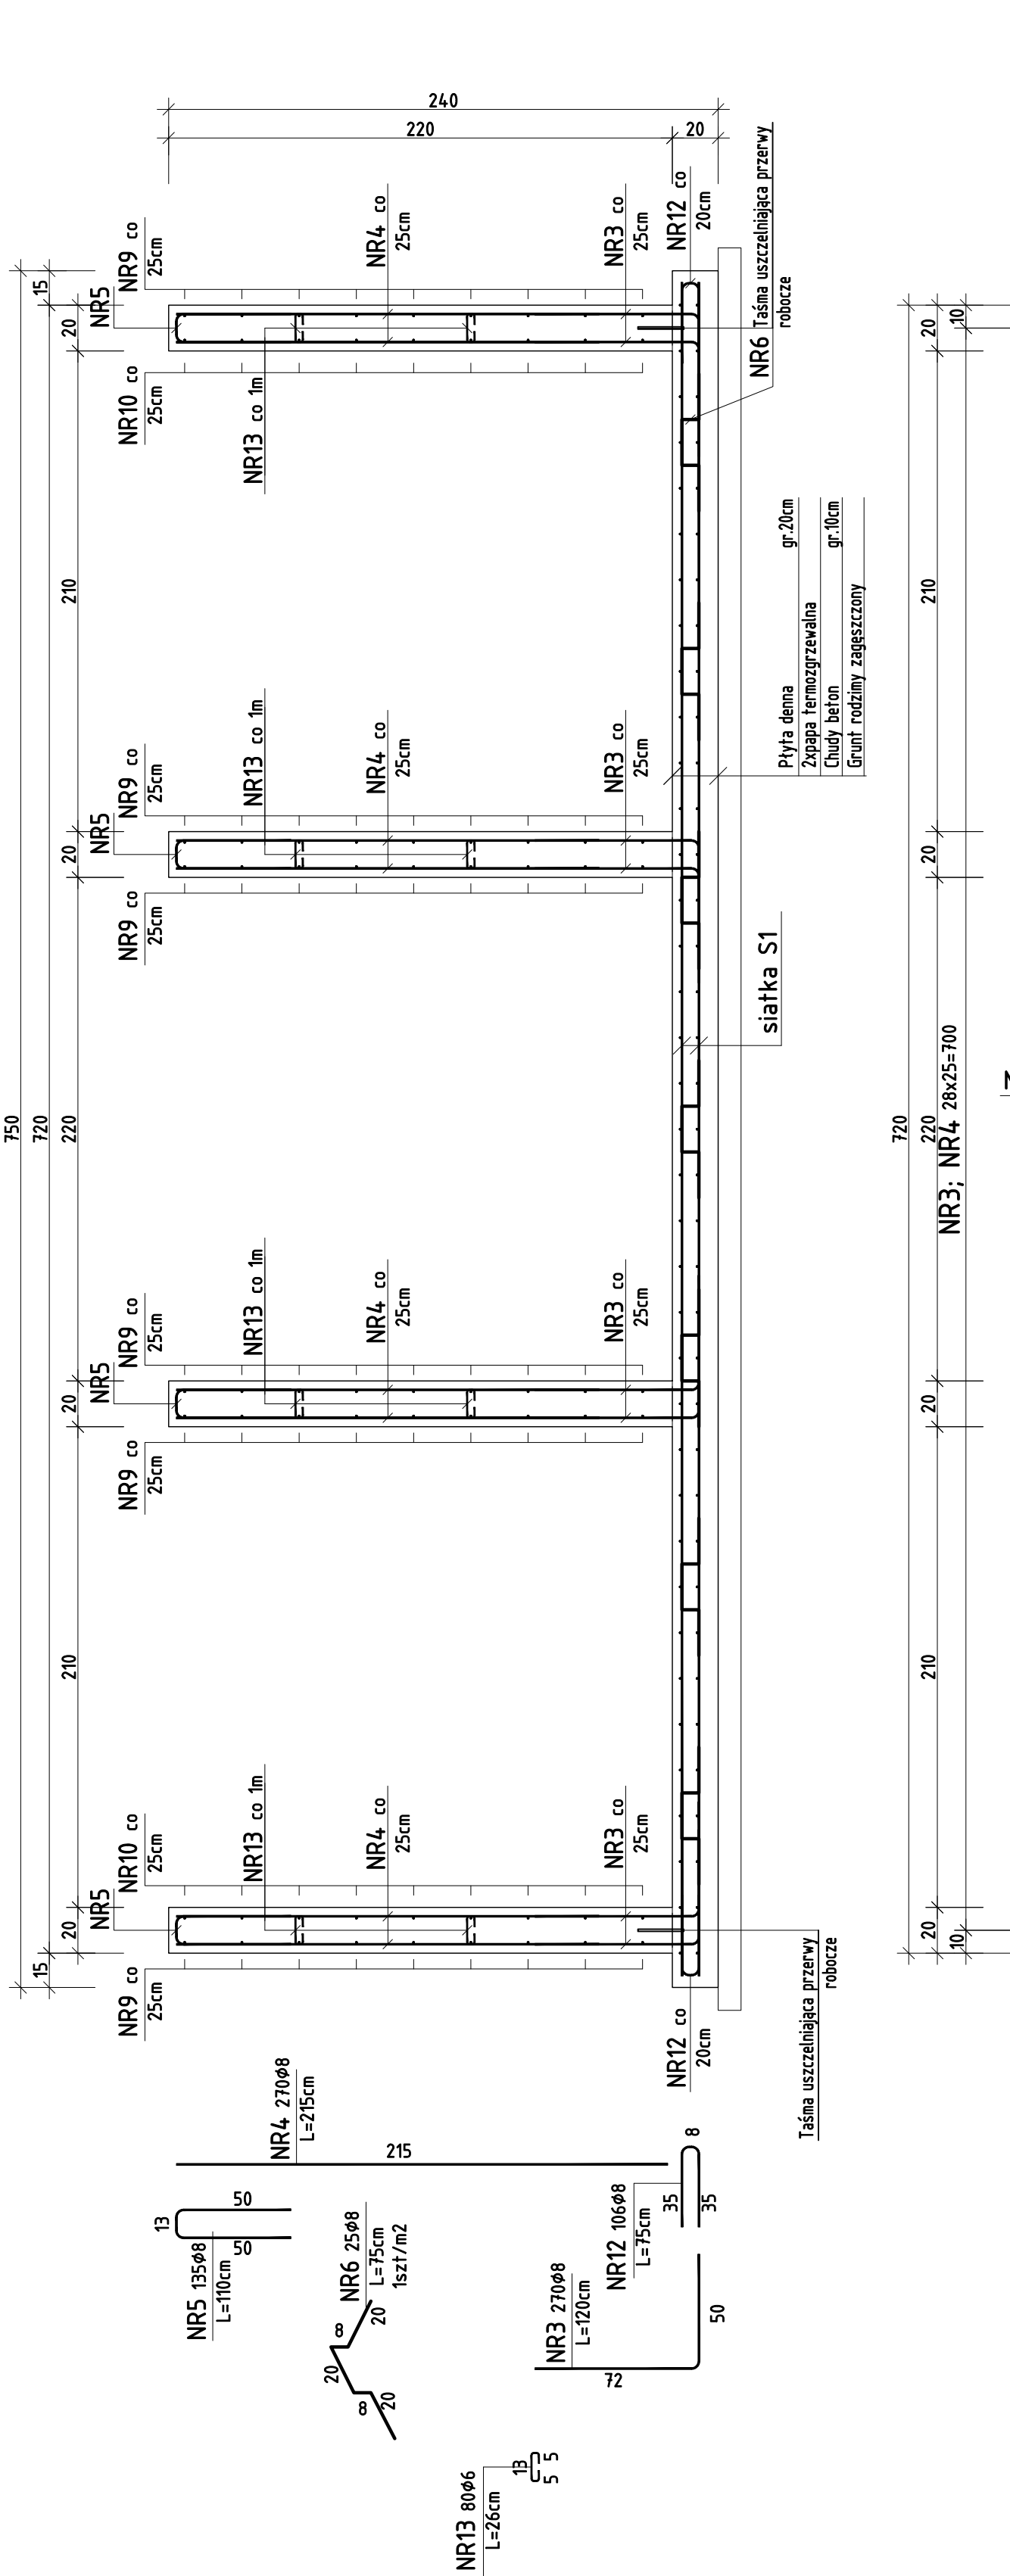 240
220
20
750
720
15
20
210
20
220
20
210
20
15
NR5
NR9 co
25cm
NR10 co
25cm
NR13 co 1m
NR4 co
25cm
NR3 co
25cm
NR12 co
20cm
NR6 Taśma uszczelniająca przerwy
robocze
NR5
NR9 co
25cm
NR9 co
25cm
NR13 co 1m
NR4 co
25cm
NR3 co
25cm
Płyta denna gr.20cm
2xpapa termozgrzewalna
Chudy beton gr.10cm
Grunt rodzimy zagęszczony
siatka S1
NR5
NR9 co
25cm
NR9 co
25cm
NR13 co 1m
NR4 co
25cm
NR3 co
25cm
NR5
NR10 co
25cm
NR9 co
25cm
NR13 co 1m
NR4 co
25cm
NR3 co
25cm
NR12 co
20cm
Taśma uszczelniająca przerwy
robocze
720
20
210
20
220
20
210
20
10
NR3; NR4 28x25=700
10
NR4 270ø8
L=215cm
215
13
50
50
NR5 135ø8
L=110cm
NR6 25ø8
L=75cm
1szt/m2
20
8
20
8
20
NR12 106ø8
L=75cm
35
35
8
NR3 270ø8
L=120cm
72
50
NR13 80ø6
L=26cm
13
5
5